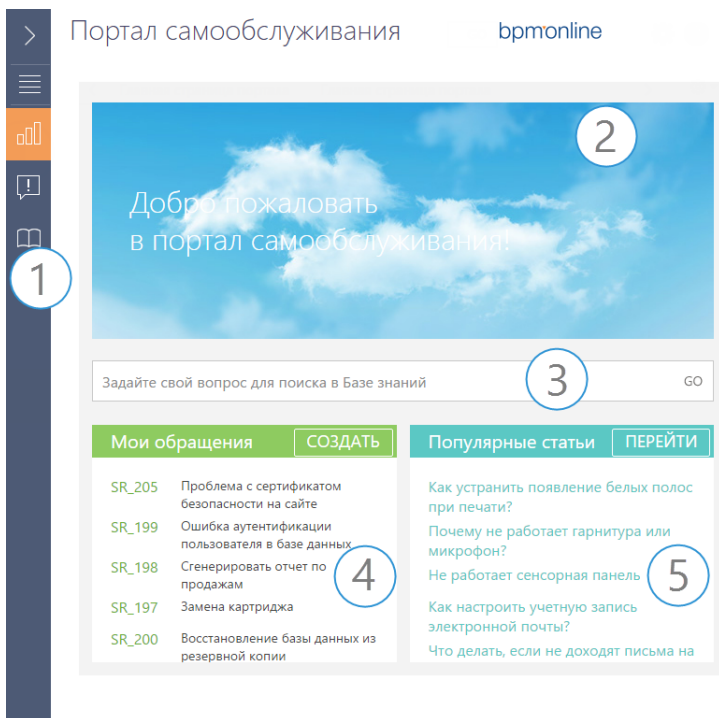 Портал самообслуживания
bpmonline
2
Добро пожаловать
в портал самообслуживания!
1
Задайте свой вопрос для поиска в Базе знаний
3
GO
Мои обращения
СОЗДАТЬ
SR_205 Проблема с сертификатом
безопасности на сайте
SR_199 Ошибка аутентификации
пользователя в базе данных
SR_198 Сгенерировать отчет по
продажам
4
SR_197 Замена картриджа
SR_200 Восстановление базы данных из
резервной копии
Популярные статьи
ПЕРЕЙТИ
Как устранить появление белых полос
при печати?
Почему не работает гарнитура или
микрофон?
Не работает сенсорная панель
5
Как настроить учетную запись
электронной почты?
Что делать, если не доходят письма на